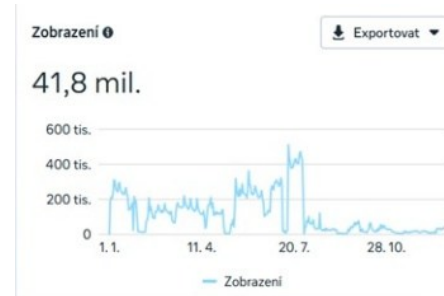 Zobrazení
Exportovat
41,8 mil.
600 tis.
400 tis.
200 tis.
0
1. 1. 11. 4. 20. 7. 28. 10.
Zobrazení